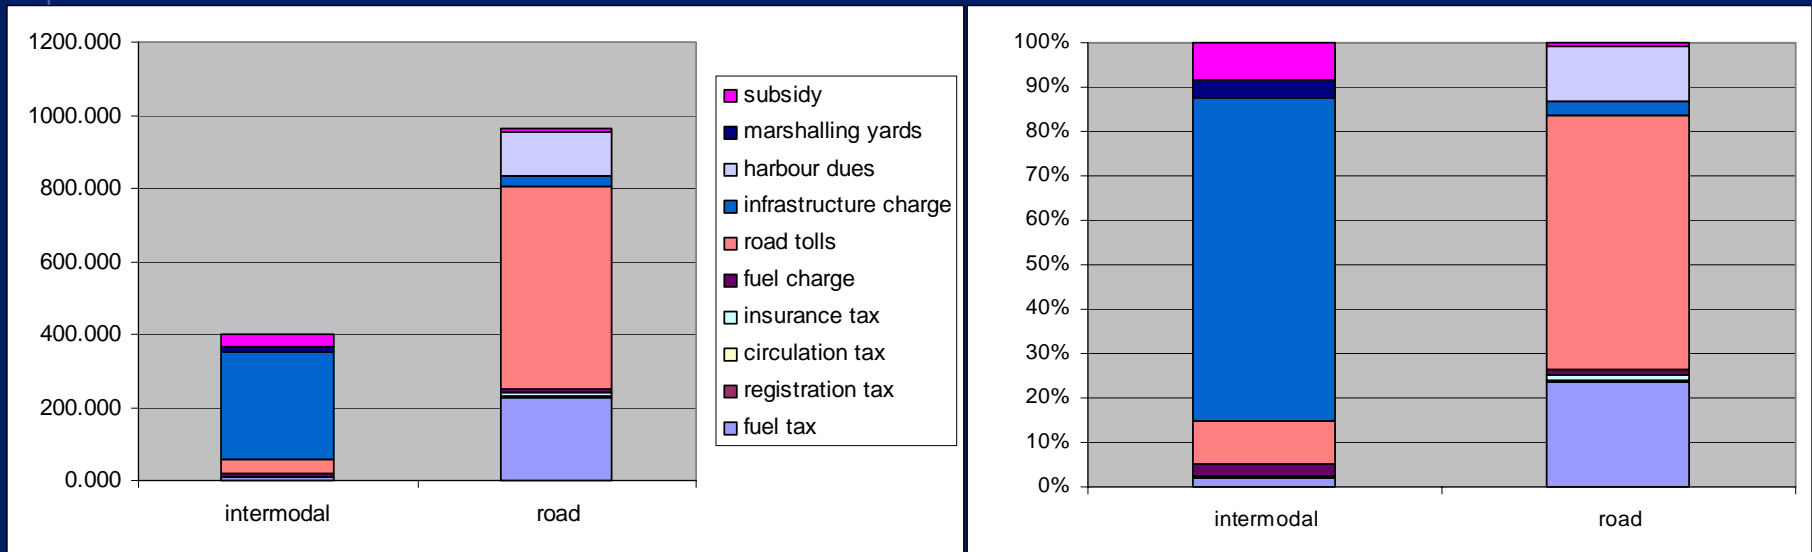 1200.000
1000.000
800.000
600.000
400.000
200.000
0.000
intermodal
road
subsidy
marshalling yards
harbour dues
infrastructure charge
road tolls
fuel charge
insurance tax
circulation tax
registration tax
fuel tax
100%
90%
80%
70%
60%
50%
40%
30%
20%
10%
0%
intermodal
road